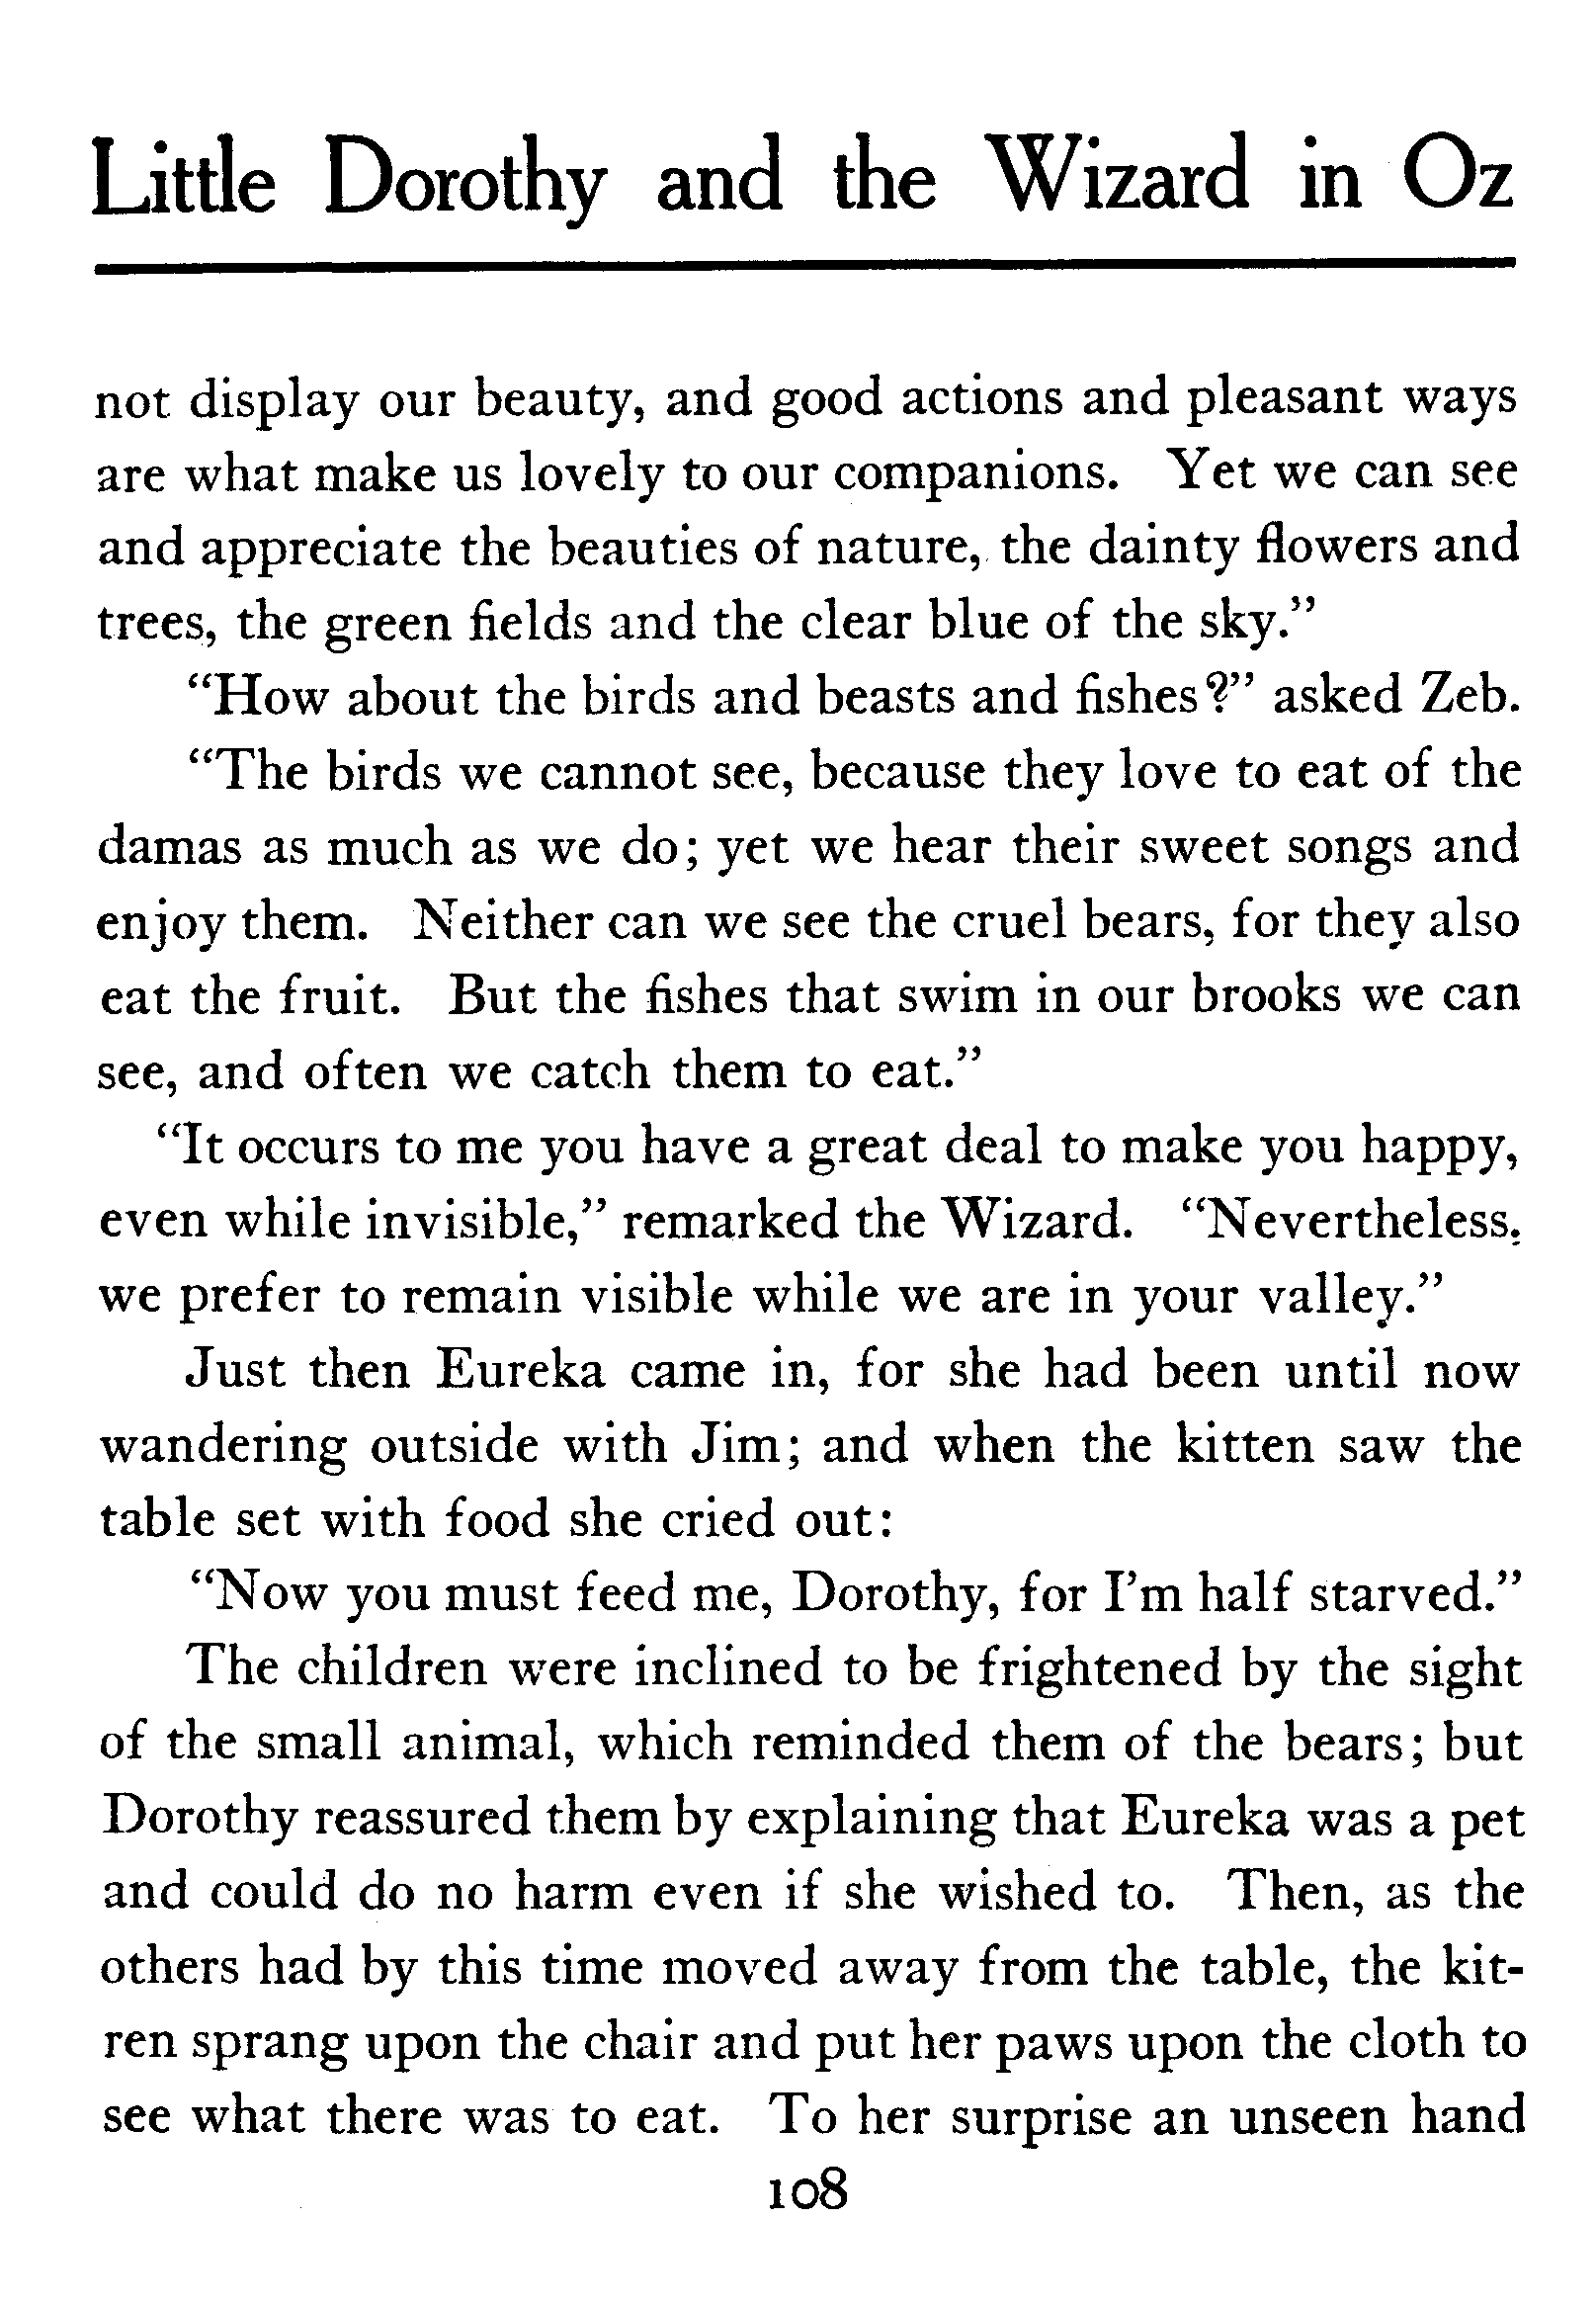 Little Dorothy and the Wizard in Oz
not display our beauty, and good actions and pleasant ways
are what make us lovely to our companions. Yet we can see
and appreciate the beauties of nature, the dainty flowers and
trees, the green fields and the clear blue of the sky.”
“How about the birds and beasts and fishes?” asked Zeb.
“The birds we cannot see, because they love to eat of the
damas as much as we do; yet we hear their sweet songs and
enjoy them. Neither can we see the cruel bears, for they also
eat the fruit. But the fishes that swim in our brooks we can
see, and often we catch them to eat.”
“It occurs to me you have a great deal to make you happy,
even while invisible,” remarked the Wizard. “Nevertheless,
we prefer to remain visible while we are in your valley.”
Just then Eureka came in, for she had been until now
wandering outside with Jim; and when the kitten saw the
table set with food she cried out:
“Now you must feed me, Dorothy, for I’m half starved.”
The children were inclined to be frightened by the sight
of the small animal, which reminded them of the bears; but
Dorothy reassured them by explaining that Eureka was a pet
and could do no harm even if she wished to. Then, as the
others had by this time moved away from the table, the kit-
ren sprang upon the chair and put her paws upon the cloth to
see what there was to eat. To her surprise an unseen hand
108